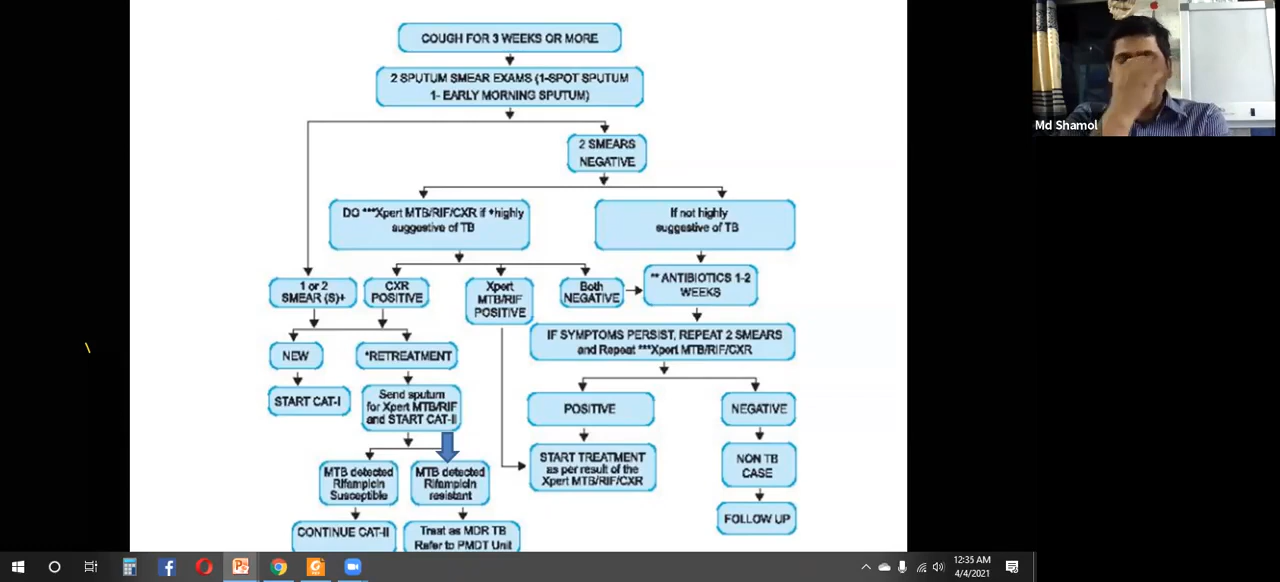 COUGH FOR 3 WEEKS OR MORE
2 SPUTUM SMEAR EXAMS (1-SPOT SPUTUM
1- EARLY MORNING SPUTUM)
Md Shamol
2 SMEARS
NEGATIVE
DO ***Xpert MTB/RIF/CXR if +highly
suggestive of TB
If not highly
suggestive of TB
1 or 2
SMEAR (S)+
CXR
POSITIVE
Xpert
MTB/RIF
POSITIVE
Both
NEGATIVE
** ANTIBIOTICS 1-2
WEEKS
IF SYMPTOMS PERSIST, REPEAT 2 SMEARS
and Repeat ***Xpert MTB/RIF/CXR
NEW
*RETREATMENT
START CAT-I
Send sputum
for Xpert MTB/RIF
and START CAT-II
POSITIVE
NEGATIVE
MTB detected
Rifampicin
Susceptible
MTB detected
Rifampicin
resistant
START TREATMENT
as per result of the
Xpert MTB/RIF/CXR
NON TB
CASE
CONTINUE CAT-II
Treat as MDR TB
Refer to PMDT Unit
FOLLOW UP
12:35 AM
4/4/2021